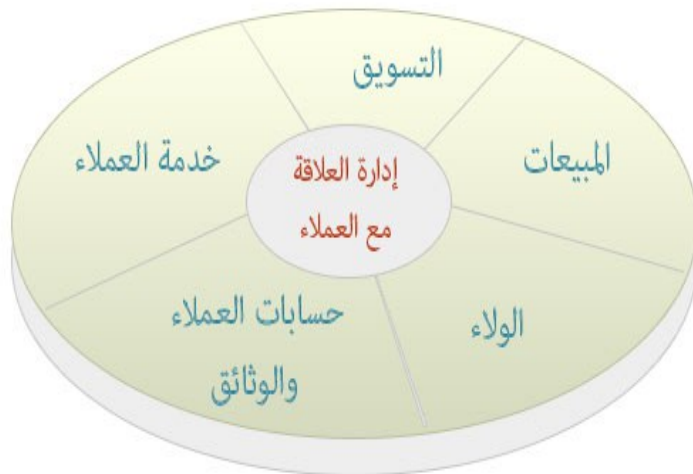 التسويق
المبيعات
خدمة العملاء
إدارة العلاقة
مع العملاء
الولاء
حسابات العملاء
والوثائق